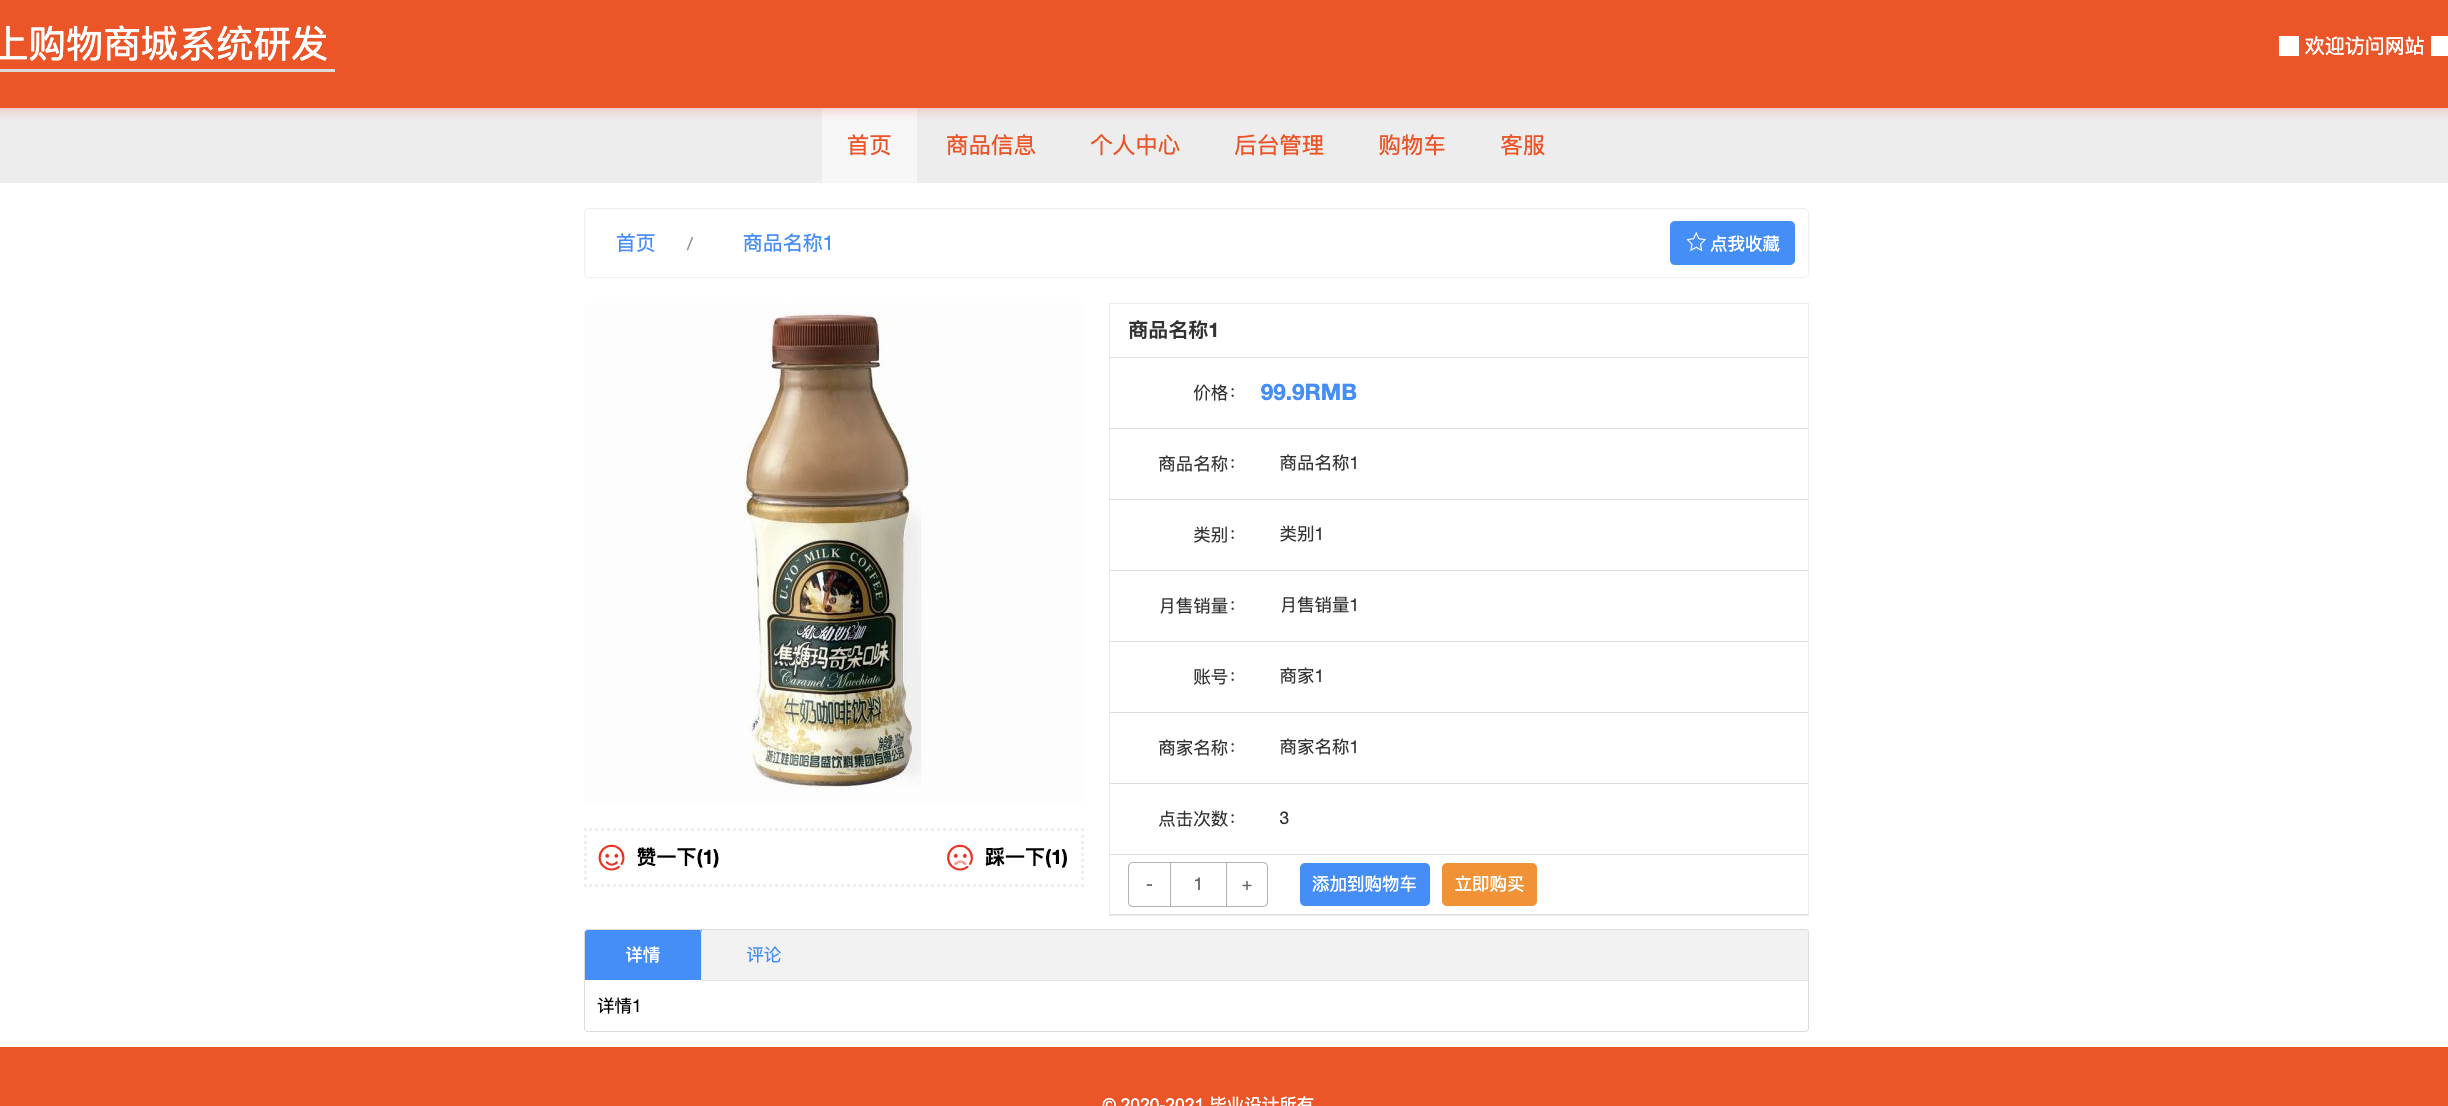 上购物商城系统研发
欢迎访问网站
首页 商品信息 个人中心 后台管理 购物车 客服
首页 / 商品名称1
点我收藏
商品名称1
价格： 99.9RMB
商品名称： 商品名称1
类别： 类别1
月售销量： 月售销量1
账号： 商家1
商家名称： 商家名称1
点击次数： 3
- 1 + 添加到购物车 立即购买
U-YO MILK COFFEE
焦糖玛奇朵口味
Caramel Macchiato
牛奶咖啡饮料
浙江娃哈哈昌盛饮料集团有限公司
赞一下(1) 踩一下(1)
详情 评论
详情1
© 2020-2021 毕业设计所有